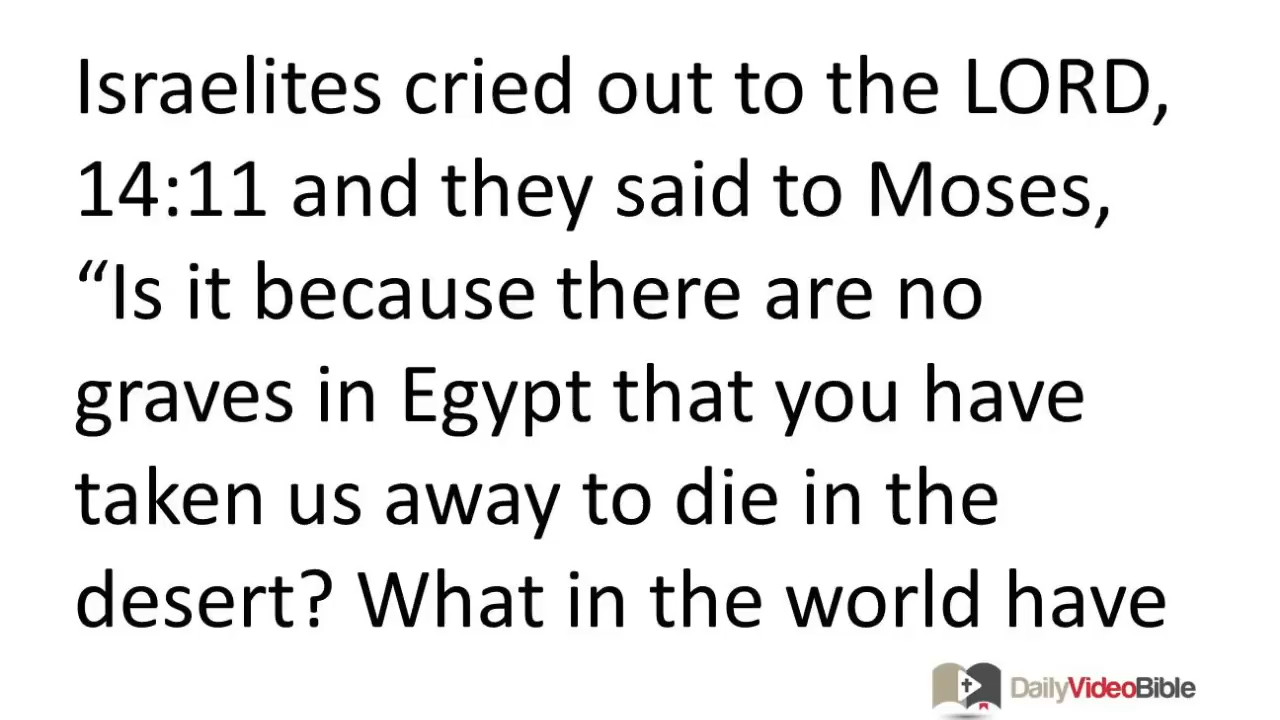 Israelites cried out to the LORD,
14:11 and they said to Moses,
“Is it because there are no
graves in Egypt that you have
taken us away to die in the
desert? What in the world have
DailyVideoBible